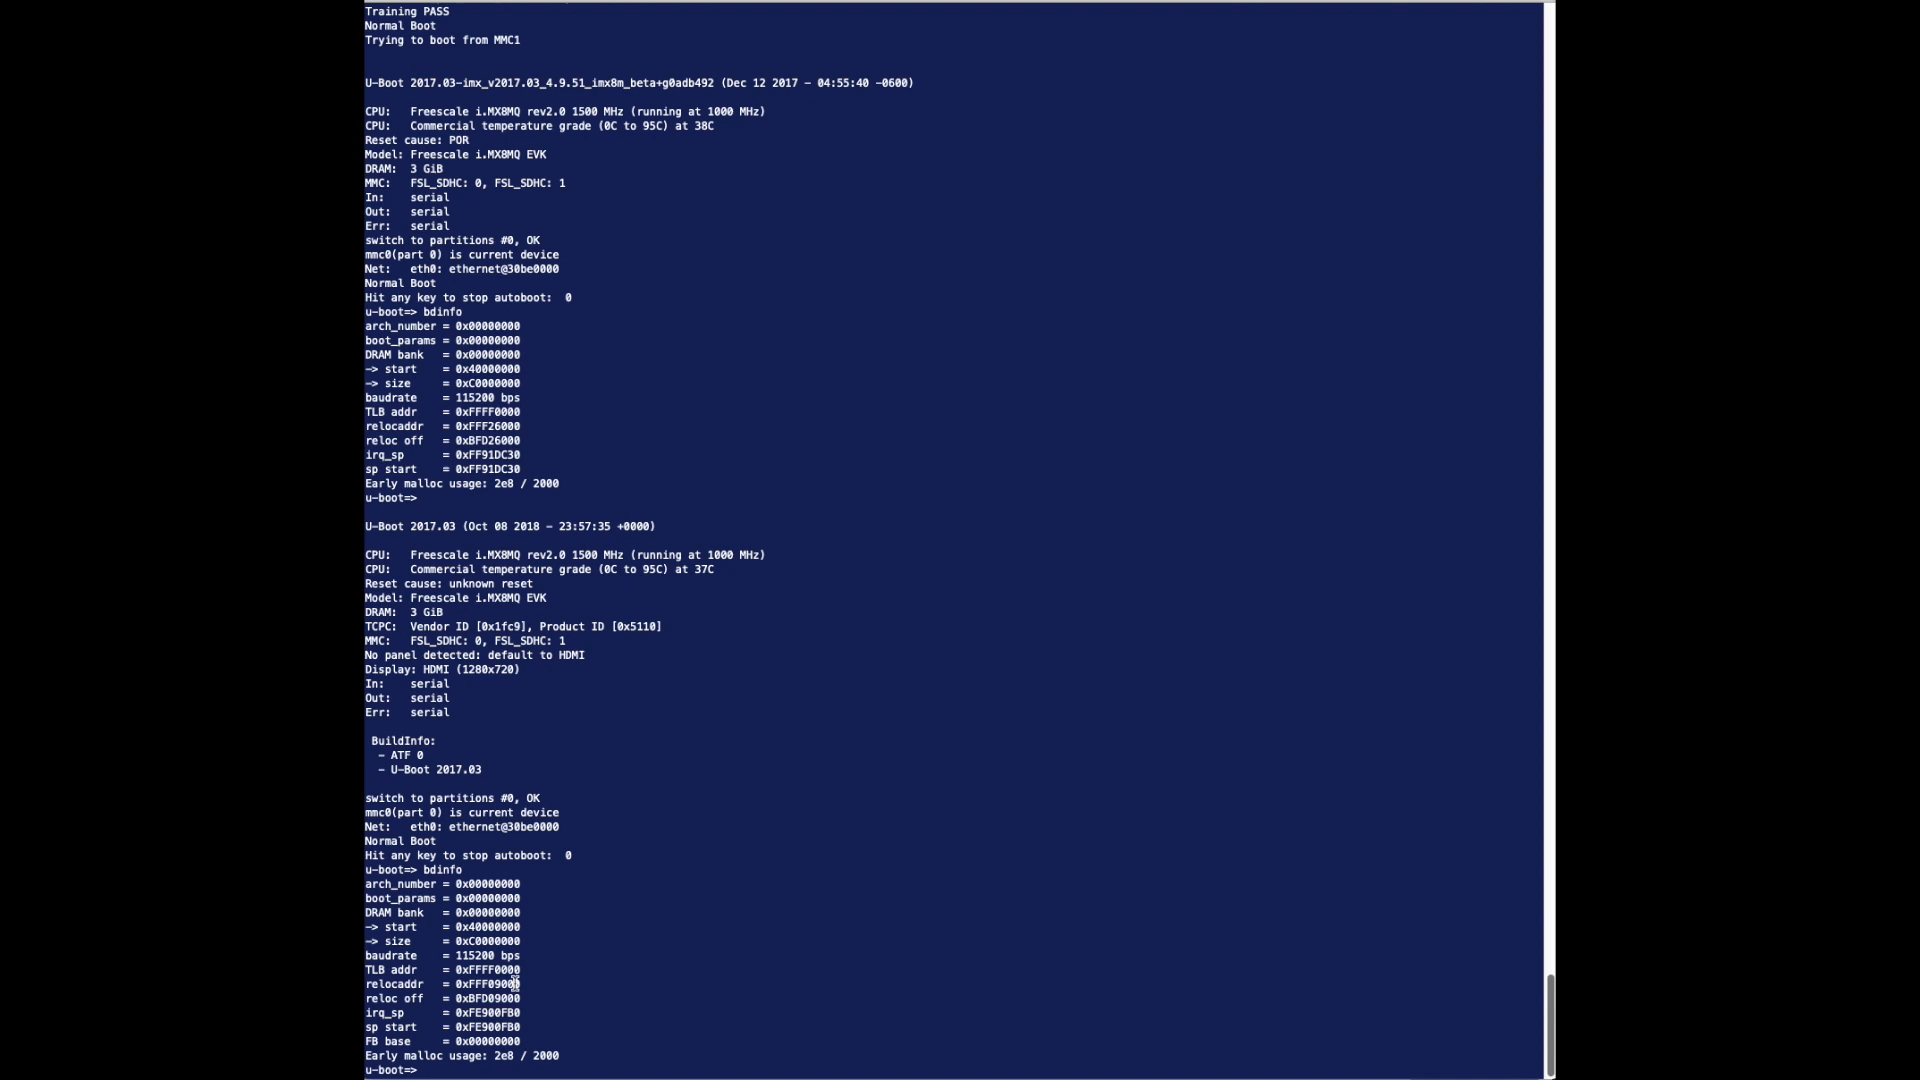 Training PASS
Normal Boot
Trying to boot from MMC1
U-Boot 2017.03-imx_v2017.03_4.9.51_imx8m_beta+g0adb492 (Dec 12 2017 - 04:55:40 -0600)
CPU:   Freescale i.MX8MQ rev2.0 1500 MHz (running at 1000 MHz)
CPU:   Commercial temperature grade (0C to 95C) at 38C
Reset cause: POR
Model: Freescale i.MX8MQ EVK
DRAM:  3 GiB
MMC:   FSL_SDHC: 0, FSL_SDHC: 1
In:    serial
Out:   serial
Err:   serial
switch to partitions #0, OK
mmc0(part 0) is current device
Net:   eth0: ethernet@30be0000
Normal Boot
Hit any key to stop autoboot:  0
u-boot=> bdinfo
arch_number = 0x00000000
boot_params = 0x00000000
DRAM bank   = 0x00000000
-> start    = 0x40000000
-> size     = 0xC0000000
baudrate    = 115200 bps
TLB addr    = 0xFFFF0000
relocaddr   = 0xFFF26000
reloc off   = 0xBFD26000
irq_sp      = 0xFF91DC30
sp start    = 0xFF91DC30
Early malloc usage: 2e8 / 2000
u-boot=>
U-Boot 2017.03 (Oct 08 2018 - 23:57:35 +0000)
CPU:   Freescale i.MX8MQ rev2.0 1500 MHz (running at 1000 MHz)
CPU:   Commercial temperature grade (0C to 95C) at 37C
Reset cause: unknown reset
Model: Freescale i.MX8MQ EVK
DRAM:  3 GiB
TCPC:  Vendor ID [0x1fc9], Product ID [0x5110]
MMC:   FSL_SDHC: 0, FSL_SDHC: 1
No panel detected: default to HDMI
Display: HDMI (1280x720)
In:    serial
Out:   serial
Err:   serial
BuildInfo:
- ATF 0
- U-Boot 2017.03
switch to partitions #0, OK
mmc0(part 0) is current device
Net:   eth0: ethernet@30be0000
Normal Boot
Hit any key to stop autoboot:  0
u-boot=> bdinfo
arch_number = 0x00000000
boot_params = 0x00000000
DRAM bank   = 0x00000000
-> start    = 0x40000000
-> size     = 0xC0000000
baudrate    = 115200 bps
TLB addr    = 0xFFFF0000
relocaddr   = 0xFFF09000
reloc off   = 0xBFD09000
irq_sp      = 0xFE900FB0
sp start    = 0xFE900FB0
FB base     = 0x00000000
Early malloc usage: 2e8 / 2000
u-boot=>